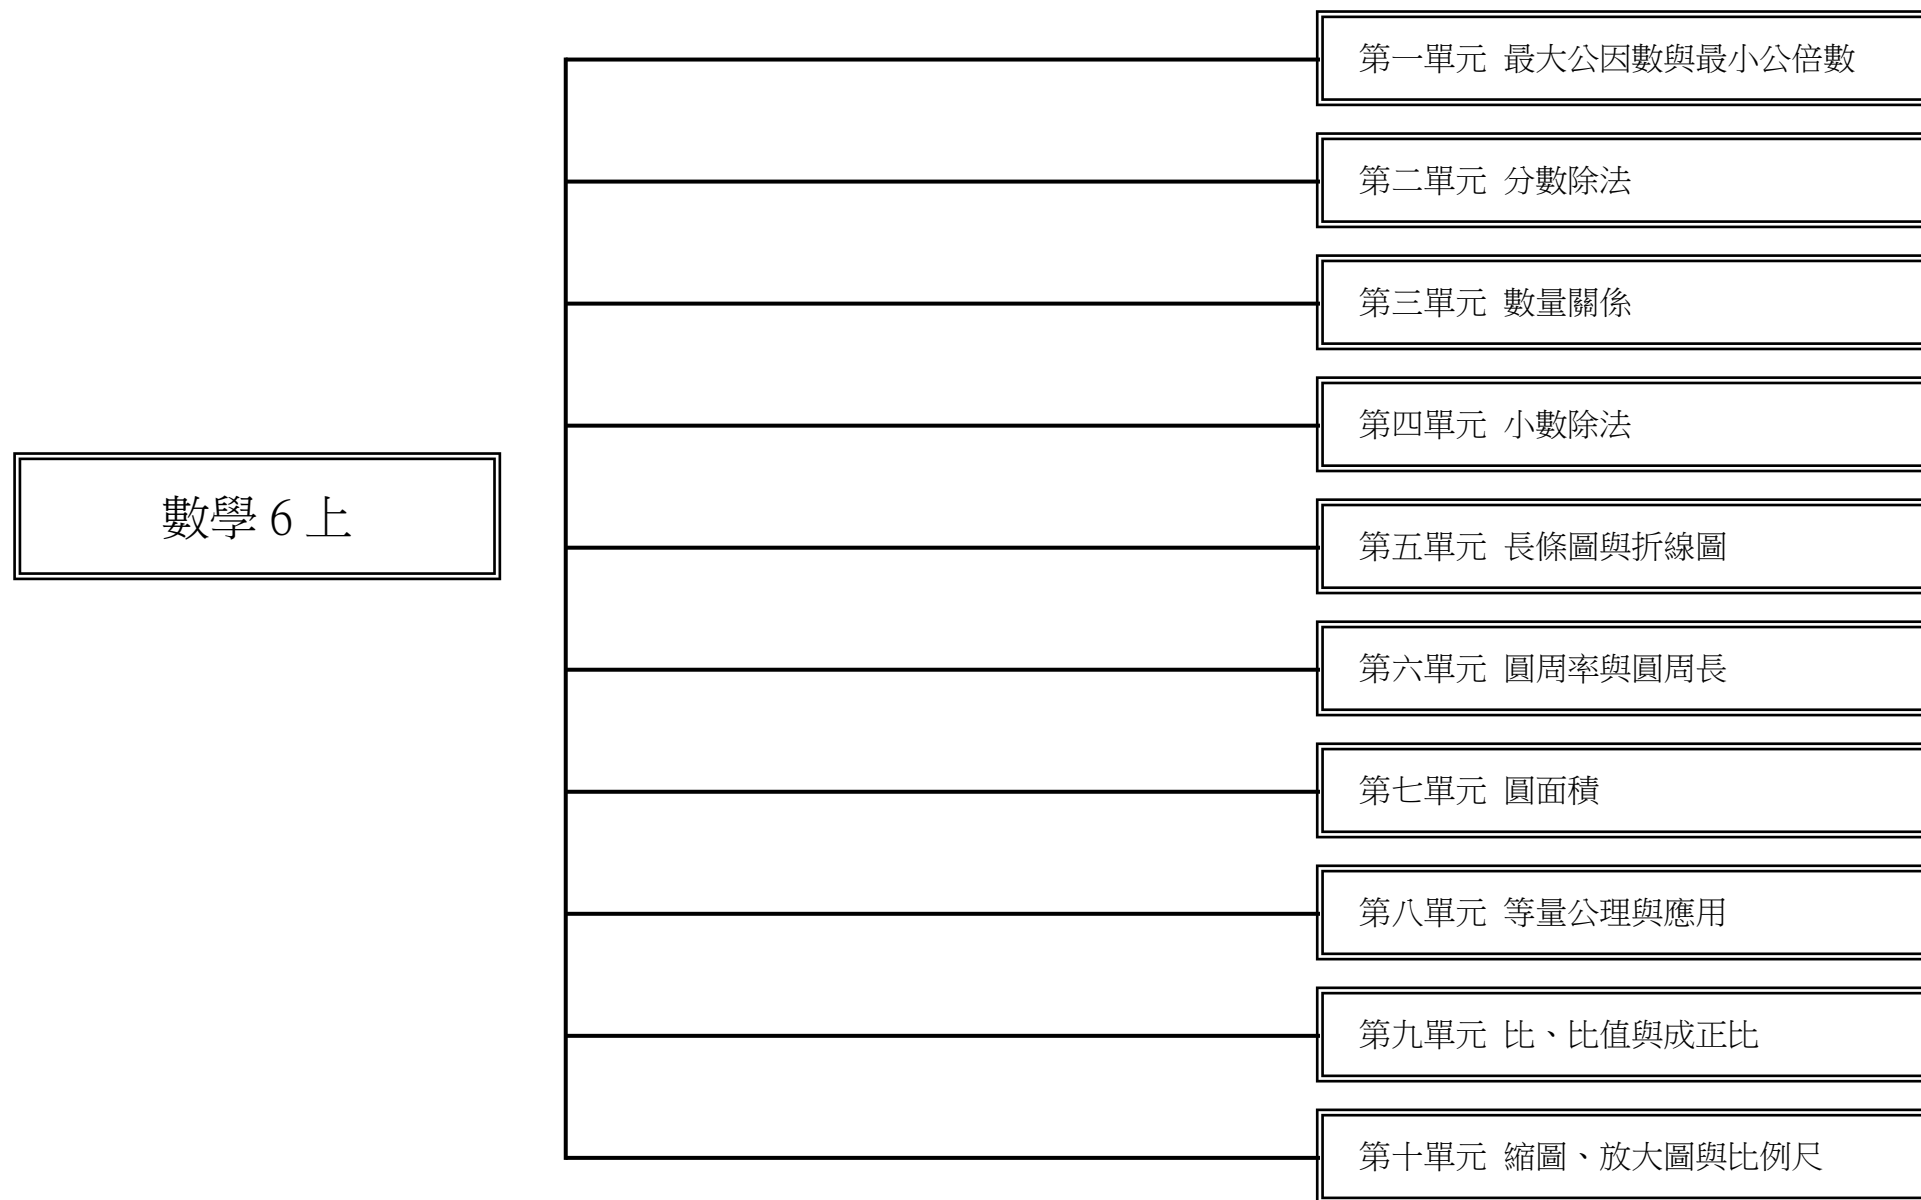 第一單元 最大公因數與最小公倍數
第二單元 分數除法
第三單元 數量關係
第四單元 小數除法
數學 6 上
第五單元 長條圖與折線圖
第六單元 圓周率與圓周長
第七單元 圓面積
第八單元 等量公理與應用
第九單元 比、比值與成正比
第十單元 縮圖、放大圖與比例尺